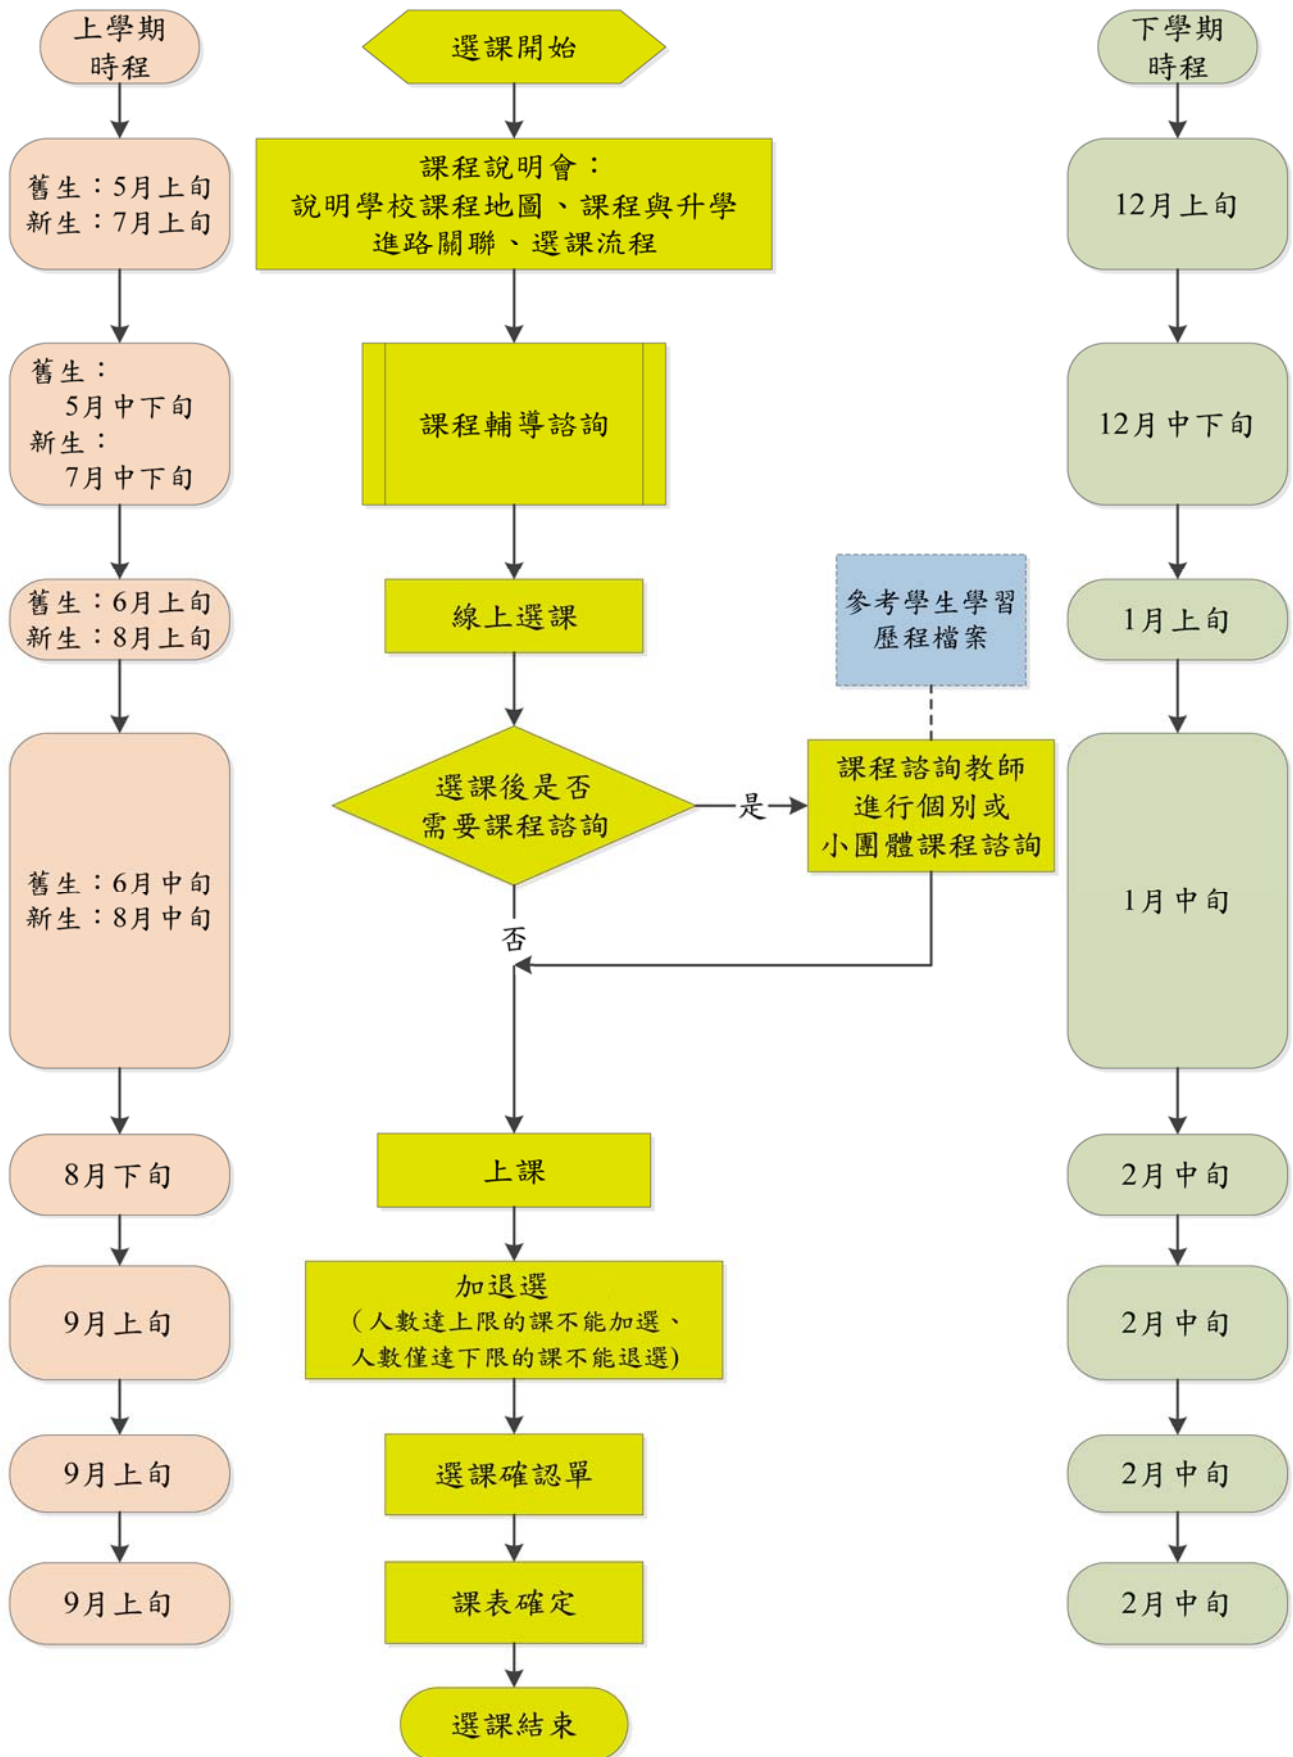 上學期
時程
舊生：5月上旬
新生：7月上旬
舊生：
5月中下旬
新生：
7月中下旬
舊生：6月上旬
新生：8月上旬
舊生：6月中旬
新生：8月中旬
8月下旬
9月上旬
9月上旬
9月上旬
選課開始
課程說明會：
說明學校課程地圖、課程與升學
進路關聯、選課流程
課程輔導諮詢
線上選課
選課後是否
需要課程諮詢
是
否
參考學生學習
歷程檔案
課程諮詢教師
進行個別或
小團體課程諮詢
上課
加退選
（人數達上限的課不能加選、
人數僅達下限的課不能退選)
選課確認單
課表確定
選課結束
下學期
時程
12月上旬
12月中下旬
1月上旬
1月中旬
2月中旬
2月中旬
2月中旬
2月中旬